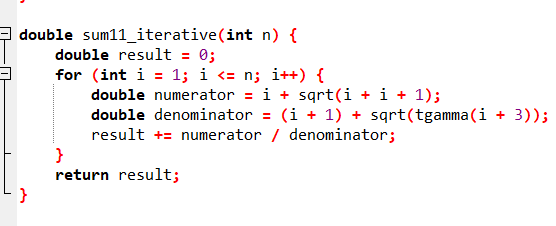 double sum11_iterative(int n) {
    double result = 0;
    for (int i = 1; i <= n; i++) {
        double numerator = i + sqrt(i + i + 1);
        double denominator = (i + 1) + sqrt(tgamma(i + 3));
        result += numerator / denominator;
    }
    return result;
}